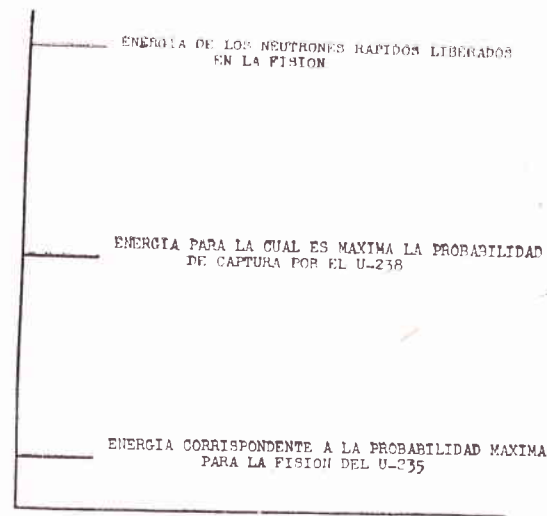 ENERGIA DE LOS NEUTRONES RAPIDOS LIBERADOS
EN LA FISION
ENERGIA PARA LA CUAL ES MAXIMA LA PROBABILIDAD
DE CAPTURA POR EL U-238
ENERGIA CORRISPONDENTE A LA PROBABILIDAD MAXIMA
PARA LA FISION DEL U-235